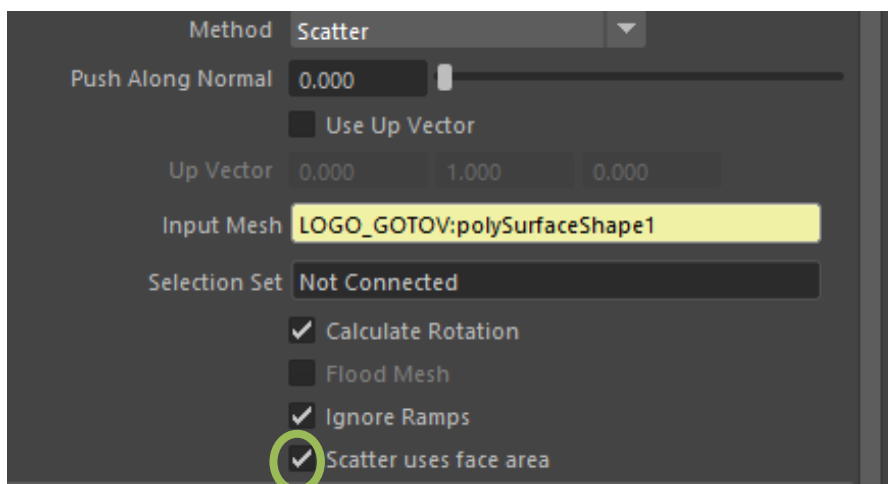 Method Scatter
Push Along Normal 0.000
Use Up Vector
Up Vector 0.000 1.000 0.000
Input Mesh LOGO_GOTOV:polySurfaceShape1
Selection Set Not Connected
Calculate Rotation
Flood Mesh
Ignore Ramps
Scatter uses face area